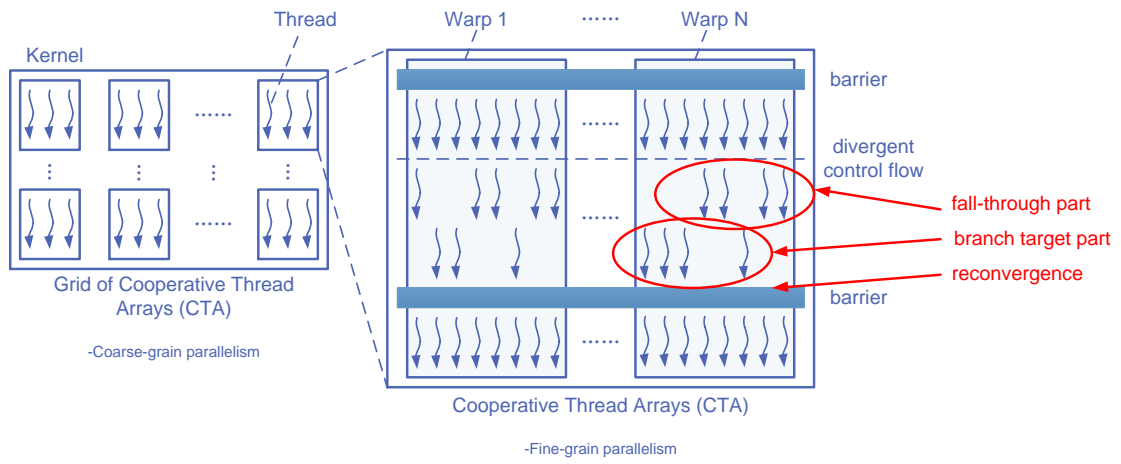 Thread
Kernel
......
......
Grid of Cooperative Thread
Arrays (CTA)
-Coarse-grain parallelism
Warp 1
......
Warp N
barrier
......
divergent
control flow
fall-through part
......
branch target part
reconvergence
barrier
......
Cooperative Thread Arrays (CTA)
-Fine-grain parallelism